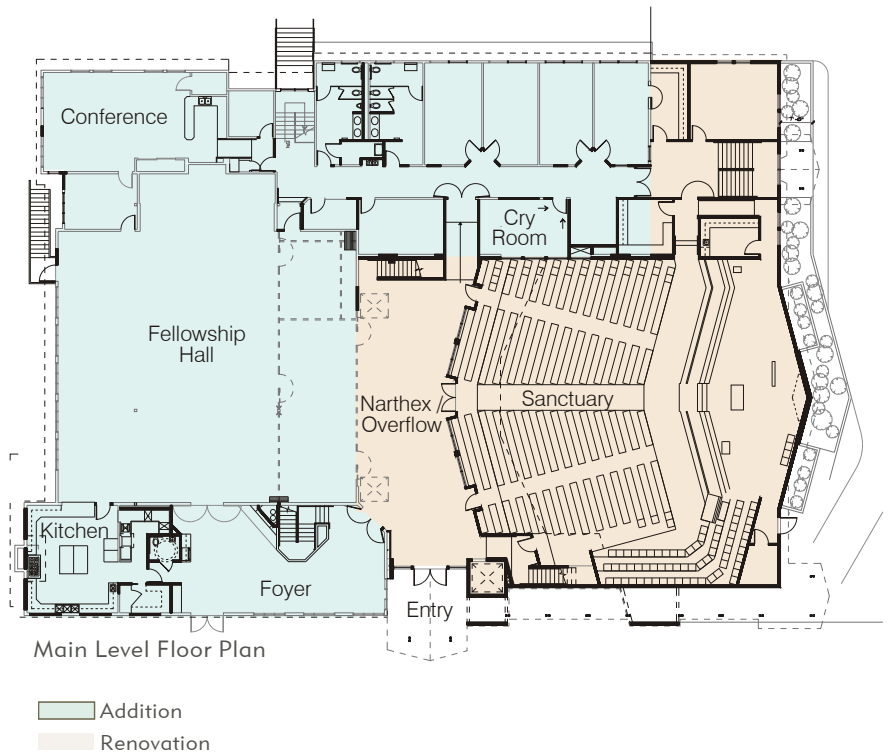 Conference
Cry
Room
Fellowship
Hall
Narthex /
Overflow
Sanctuary
Kitchen
Foyer
Entry
Main Level Floor Plan
Addition
Renovation